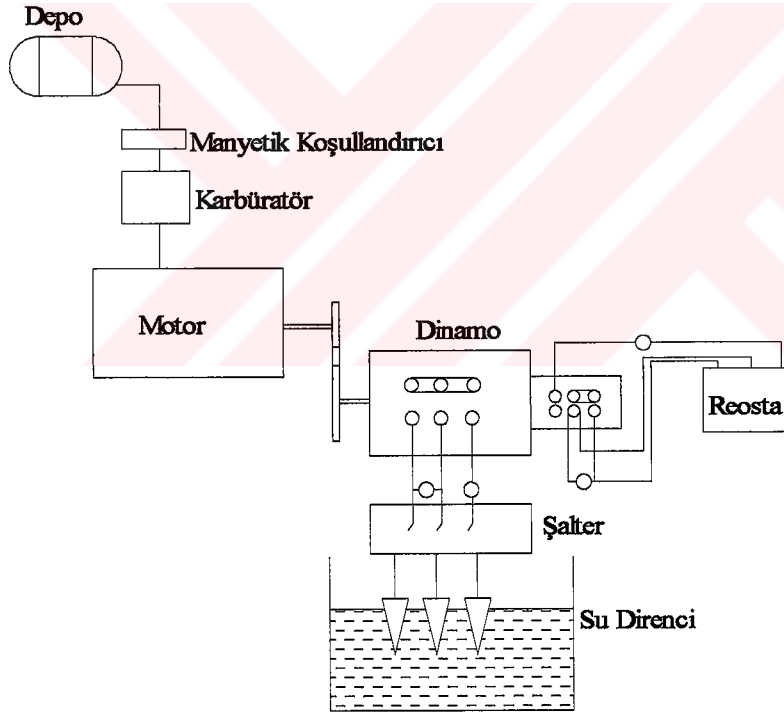 Depo
Manyetik Koşullandırıcı
Karbüratör
Motor
Dinamo
Reosta
Şalter
Su Direnci